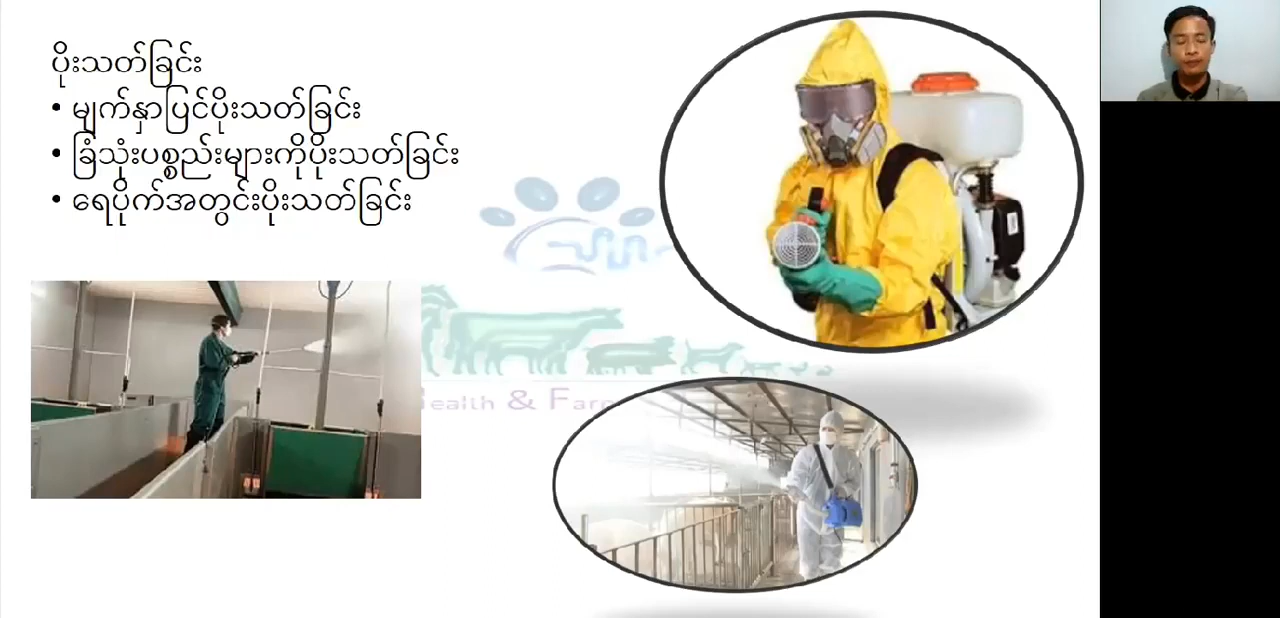 ပိုးသတ်ခြင်း
• မျက်နှာပြင်ပိုးသတ်ခြင်း
• ခြံသုံးပစ္စည်းများကိုပိုးသတ်ခြင်း
• ရေပိုက်အတွင်းပိုးသတ်ခြင်း
ealth & Far